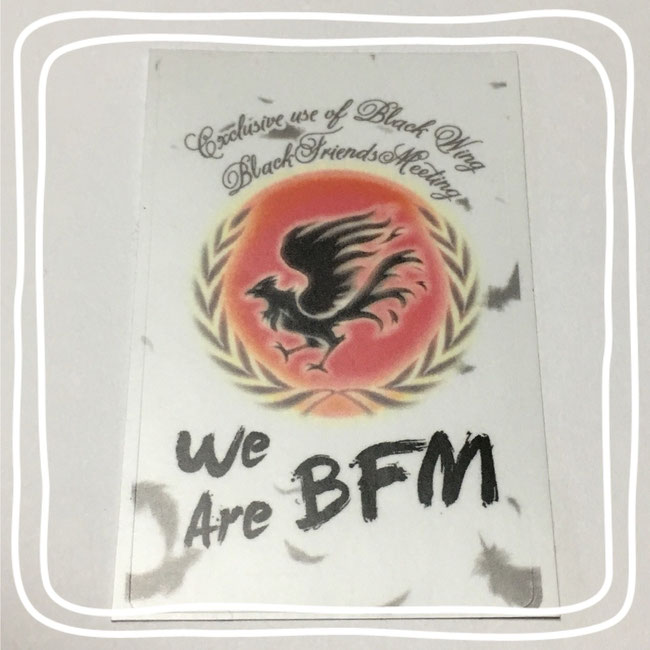 Exclusive use of Black Wing
BlackFriendsMeeting
We
Are BFM